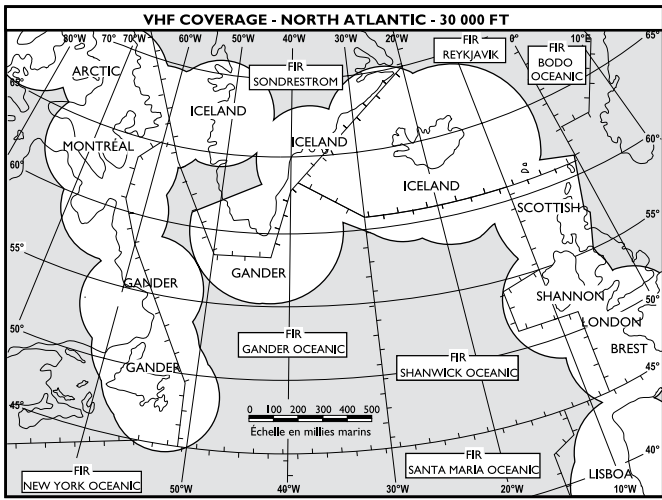 VHF COVERAGE - NORTH ATLANTIC - 30 000 FT
80°W 70°W 60°W 50°W 40°W 30°W 20°W 0° 10°E 65°
FIR
REYKJAVIK
FIR
BODO
OCEANIC
FIR
SONDRESTROM
ARCTIC
65°
ICELAND
ICELAND
60°
MONTRÉAL
60°
ICELAND
SCOTTISH
55°
55°
GANDER
GANDER
SHANNON
50°
LONDON
50°
FIR
GANDER OCEANIC
BREST
GANDER
FIR
SHANWICK OCEANIC
45°
45°
0 100 200 300 400 500
Échelle en millies marins
40°
FIR
NEW YORK OCEANIC
FIR
SANTA MARIA OCEANIC
LISBOA
50°W 40°W 30°W 20°W 10°W